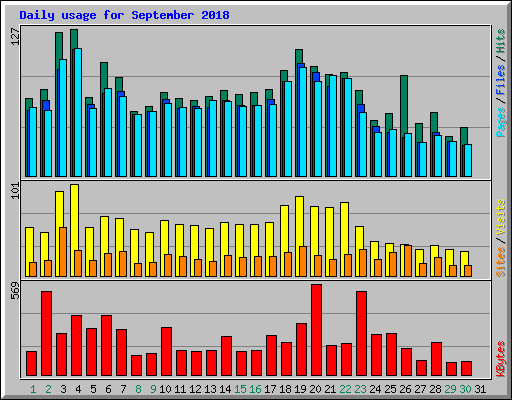 Daily usage for September 2018
127
Pages / Files / Hits
101
Sites / Visits
569
KBytes
1 2 3 4 5 6 7 8 9 10 11 12 13 14 15 16 17 18 19 20 21 22 23 24 25 26 27 28 29 30 31